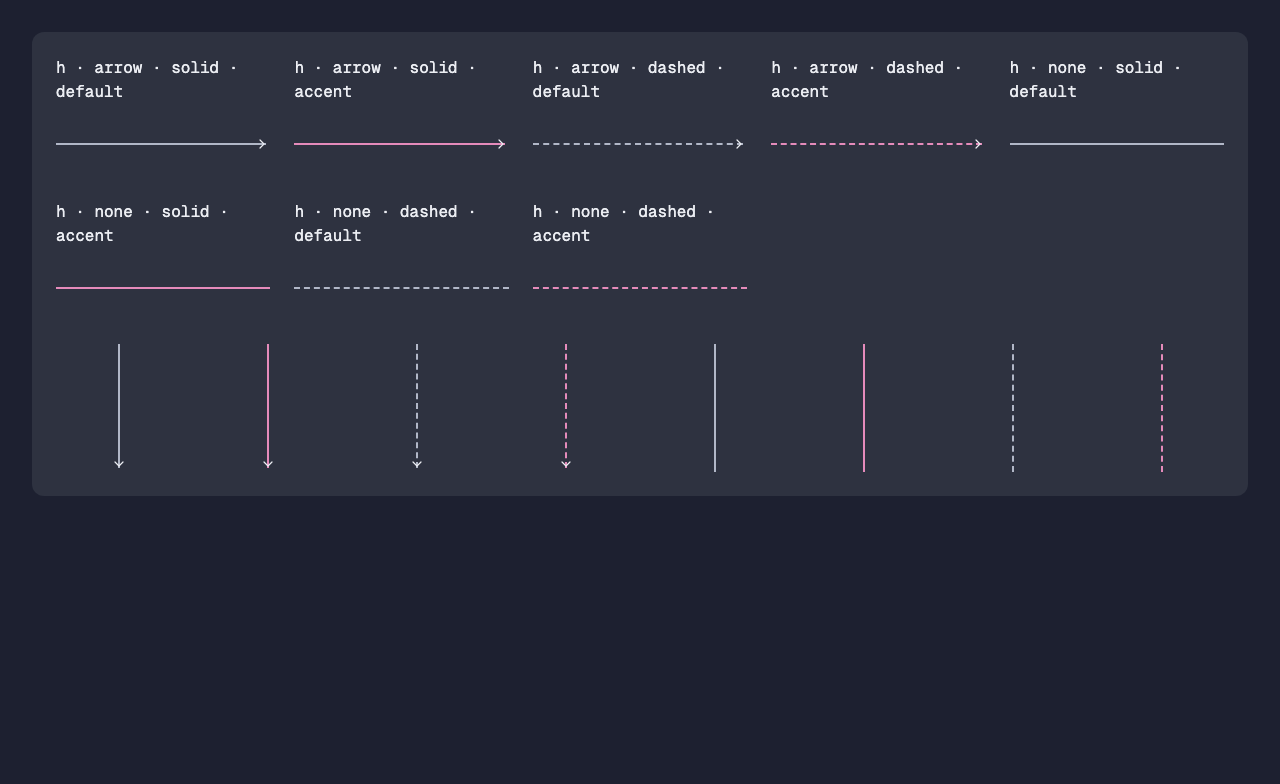 h · arrow · solid ·
default
h · arrow · solid ·
accent
h · arrow · dashed ·
default
h · arrow · dashed ·
accent
h · none · solid ·
default
h · none · solid ·
accent
h · none · dashed ·
default
h · none · dashed ·
accent